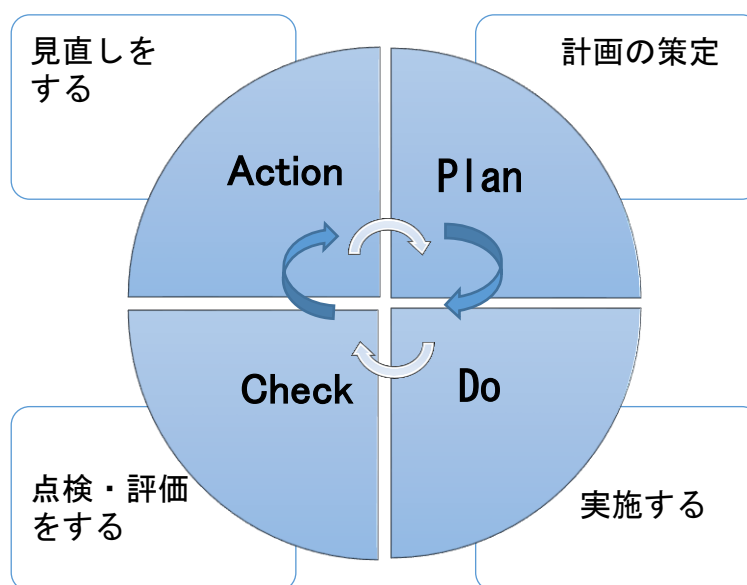 見直しを
する
計画の策定
Action
Plan
Check
Do
点検・評価
をする
実施する